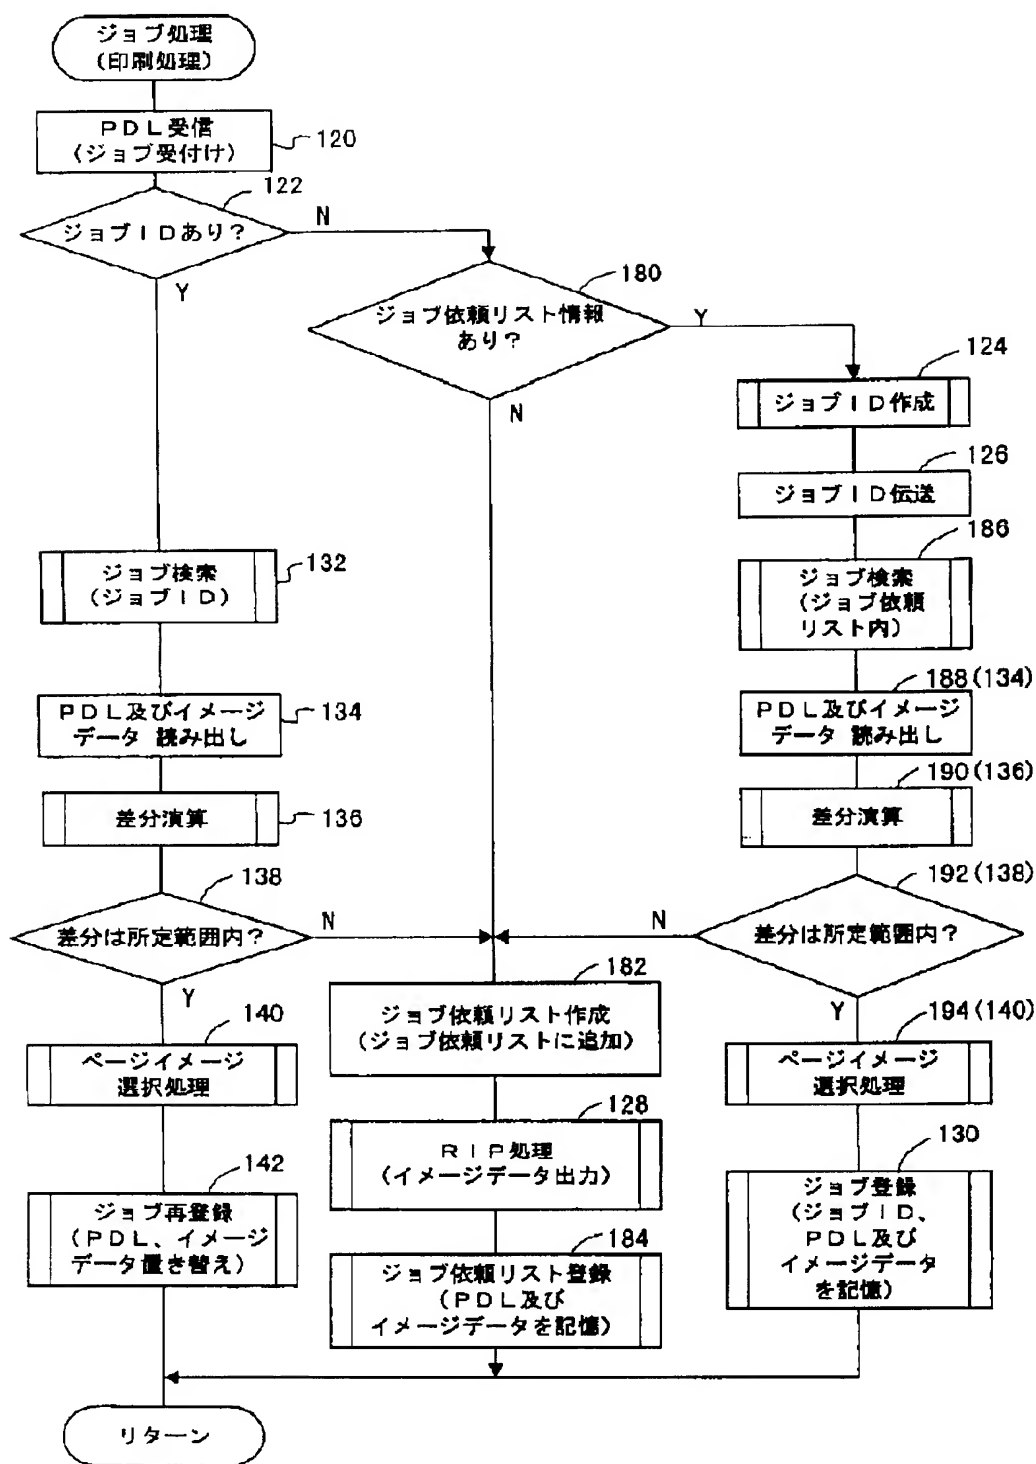 ジョブ処理
(印刷処理)
PDL受信
(ジョブ受付け)
120
122
ジョブIDあり?
N
Y
180
ジョブ依頼リスト情報
あり?
Y
N
124
ジョブID作成
126
ジョブID伝送
132
ジョブ検索
(ジョブID)
186
ジョブ検索
(ジョブ依頼
リスト内)
134
PDL及びイメージ
データ 読み出し
188(134)
PDL及びイメージ
データ 読み出し
136
差分演算
190(136)
差分演算
138
差分は所定範囲内?
N
Y
192(138)
差分は所定範囲内?
N
Y
140
ページイメージ
選択処理
182
ジョブ依頼リスト作成
(ジョブ依頼リストに追加)
194(140)
ページイメージ
選択処理
128
RIP処理
(イメージデータ出力)
142
ジョブ再登録
(PDL、イメージ
データ置き替え)
130
ジョブ登録
(ジョブID、
PDL及び
イメージデータ
を記憶)
184
ジョブ依頼リスト登録
(PDL及び
イメージデータを記憶)
リターン